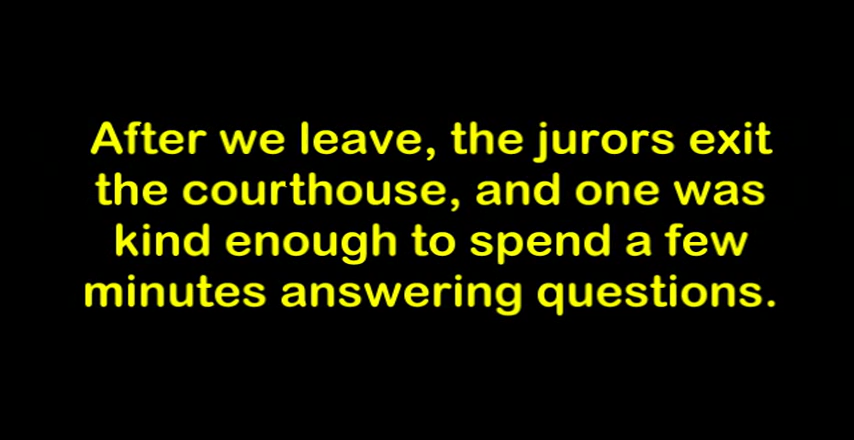 After we leave, the jurors exit
the courthouse, and one was
kind enough to spend a few
minutes answering questions.